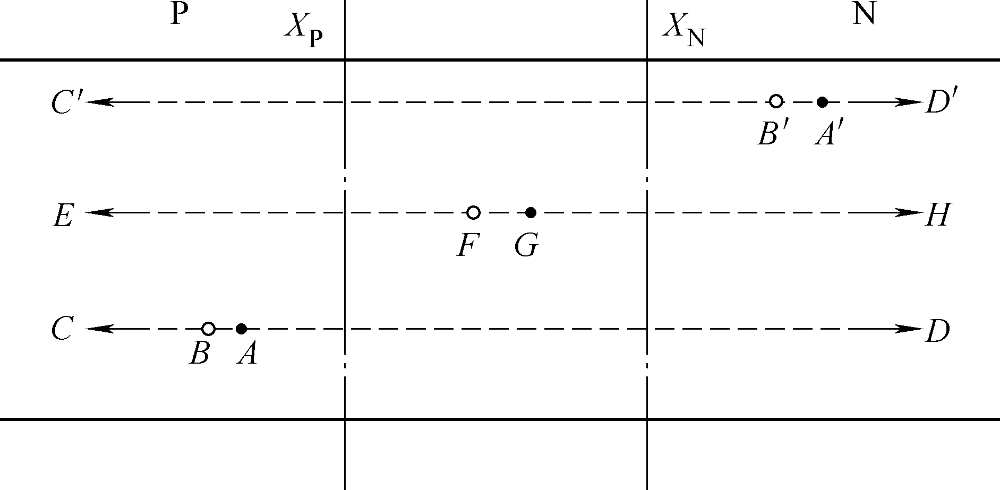 P X_P X_N N
C′ D′
B′ A′
E H
F G
C D
B A